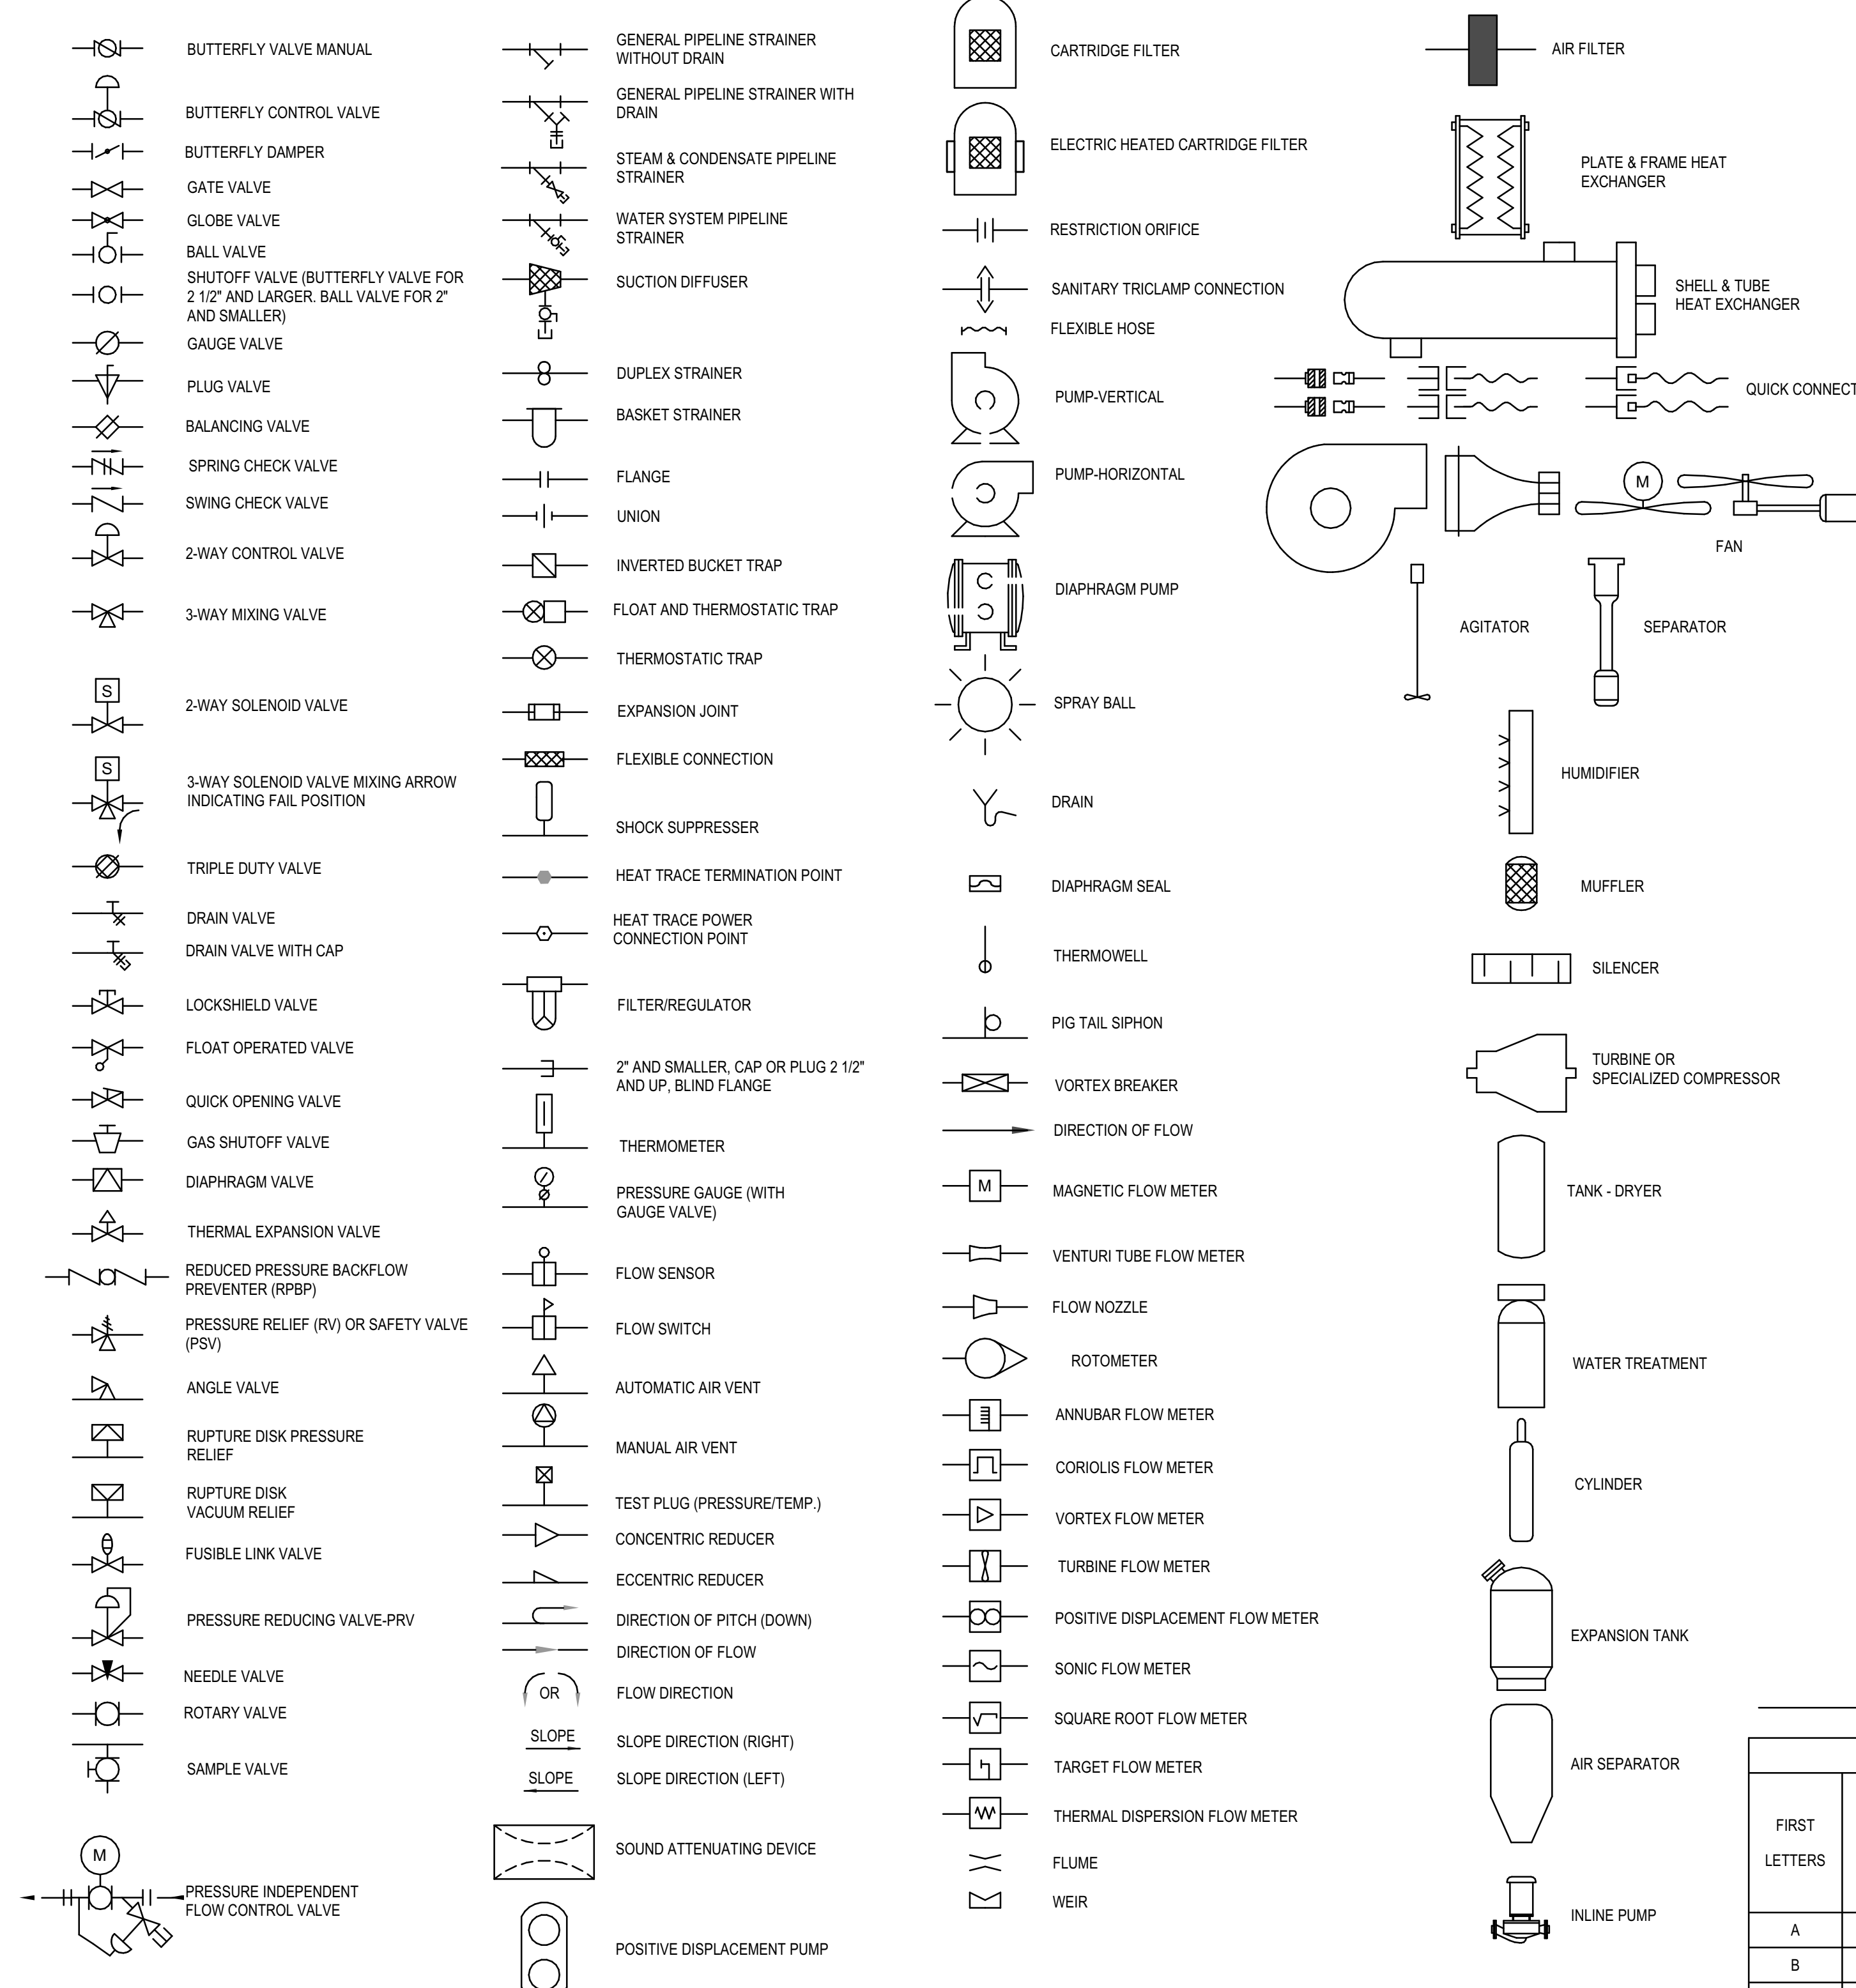 BUTTERFLY VALVE MANUAL
BUTTERFLY CONTROL VALVE
BUTTERFLY DAMPER
GATE VALVE
GLOBE VALVE
BALL VALVE
SHUTOFF VALVE (BUTTERFLY VALVE FOR
2 1/2" AND LARGER. BALL VALVE FOR 2"
AND SMALLER)
GAUGE VALVE
PLUG VALVE
BALANCING VALVE
SPRING CHECK VALVE
SWING CHECK VALVE
2-WAY CONTROL VALVE
3-WAY MIXING VALVE
S
2-WAY SOLENOID VALVE
S
3-WAY SOLENOID VALVE MIXING ARROW
INDICATING FAIL POSITION
TRIPLE DUTY VALVE
DRAIN VALVE
DRAIN VALVE WITH CAP
LOCKSHIELD VALVE
FLOAT OPERATED VALVE
QUICK OPENING VALVE
GAS SHUTOFF VALVE
DIAPHRAGM VALVE
THERMAL EXPANSION VALVE
REDUCED PRESSURE BACKFLOW
PREVENTER (RPBP)
PRESSURE RELIEF (RV) OR SAFETY VALVE
(PSV)
ANGLE VALVE
RUPTURE DISK PRESSURE
RELIEF
RUPTURE DISK
VACUUM RELIEF
FUSIBLE LINK VALVE
PRESSURE REDUCING VALVE-PRV
NEEDLE VALVE
ROTARY VALVE
SAMPLE VALVE
M
PRESSURE INDEPENDENT
FLOW CONTROL VALVE
GENERAL PIPELINE STRAINER
WITHOUT DRAIN
GENERAL PIPELINE STRAINER WITH
DRAIN
STEAM & CONDENSATE PIPELINE
STRAINER
WATER SYSTEM PIPELINE
STRAINER
SUCTION DIFFUSER
DUPLEX STRAINER
BASKET STRAINER
FLANGE
UNION
INVERTED BUCKET TRAP
FLOAT AND THERMOSTATIC TRAP
THERMOSTATIC TRAP
EXPANSION JOINT
FLEXIBLE CONNECTION
SHOCK SUPPRESSER
HEAT TRACE TERMINATION POINT
HEAT TRACE POWER
CONNECTION POINT
FILTER/REGULATOR
2" AND SMALLER, CAP OR PLUG 2 1/2"
AND UP, BLIND FLANGE
THERMOMETER
PRESSURE GAUGE (WITH
GAUGE VALVE)
FLOW SENSOR
FLOW SWITCH
AUTOMATIC AIR VENT
MANUAL AIR VENT
TEST PLUG (PRESSURE/TEMP.)
CONCENTRIC REDUCER
ECCENTRIC REDUCER
DIRECTION OF PITCH (DOWN)
DIRECTION OF FLOW
OR
FLOW DIRECTION
SLOPE
SLOPE DIRECTION (RIGHT)
SLOPE
SLOPE DIRECTION (LEFT)
SOUND ATTENUATING DEVICE
POSITIVE DISPLACEMENT PUMP
CARTRIDGE FILTER
ELECTRIC HEATED CARTRIDGE FILTER
RESTRICTION ORIFICE
SANITARY TRICLAMP CONNECTION
FLEXIBLE HOSE
PUMP-VERTICAL
PUMP-HORIZONTAL
DIAPHRAGM PUMP
SPRAY BALL
DRAIN
DIAPHRAGM SEAL
THERMOWELL
PIG TAIL SIPHON
VORTEX BREAKER
DIRECTION OF FLOW
M
MAGNETIC FLOW METER
VENTURI TUBE FLOW METER
FLOW NOZZLE
ROTOMETER
ANNUBAR FLOW METER
CORIOLIS FLOW METER
VORTEX FLOW METER
TURBINE FLOW METER
POSITIVE DISPLACEMENT FLOW METER
SONIC FLOW METER
SQUARE ROOT FLOW METER
TARGET FLOW METER
THERMAL DISPERSION FLOW METER
FLUME
WEIR
AIR FILTER
PLATE & FRAME HEAT
EXCHANGER
SHELL & TUBE
HEAT EXCHANGER
QUICK CONNECT
M
FAN
AGITATOR
SEPARATOR
HUMIDIFIER
MUFFLER
SILENCER
TURBINE OR
SPECIALIZED COMPRESSOR
TANK - DRYER
WATER TREATMENT
CYLINDER
EXPANSION TANK
AIR SEPARATOR
INLINE PUMP
FIRST
LETTERS
A
B